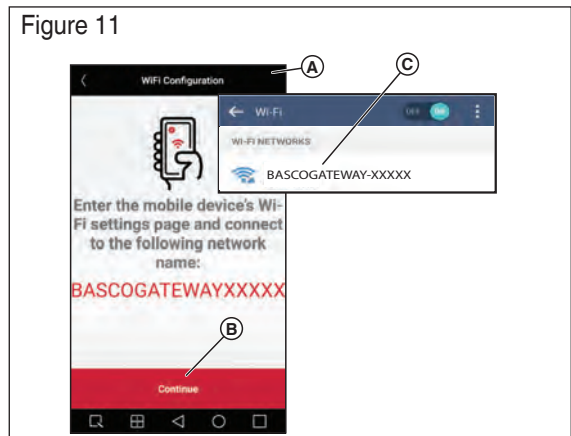 Figure 11
A
C
WiFi Configuration
Wi-Fi
OFF
ON
WI-FI NETWORKS
BASCOGATEWAY-XXXXX
Enter the mobile device's Wi-
Fi settings page and connect
to the following network
name:
BASCOGATEWAYXXXXX
B
Continue